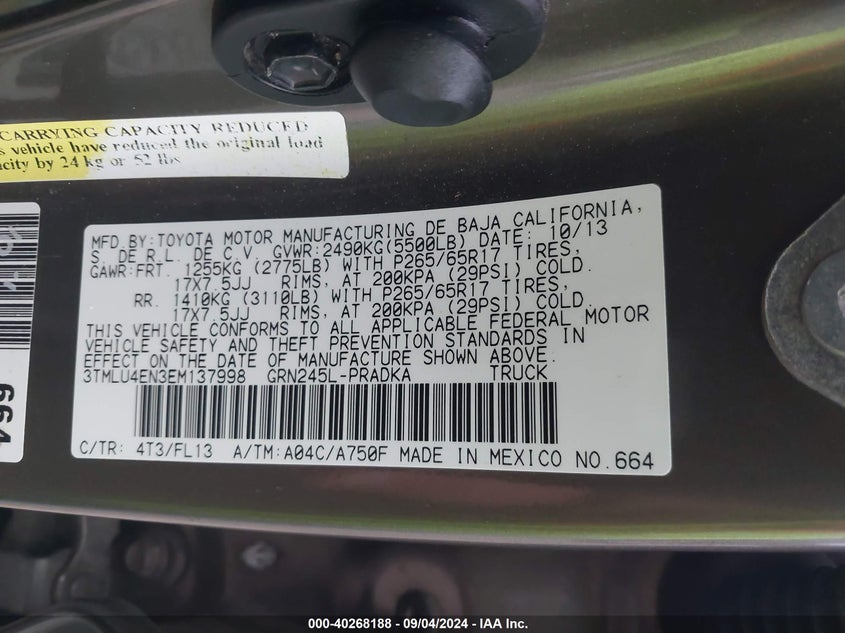 CARRYING CAPACITY REDUCED
s vehicle have reduced the original load
acity by 24 kg or 52 lbs
MFD.BY:TOYOTA MOTOR MANUFACTURING DE BAJA CALIFORNIA,
S. DE R.L. DE C.V. GVWR:2490KG(5500LB) DATE: 10/13
GAWR:FRT. 1255KG (2775LB) WITH P265/65R17 TIRES,
17X7.5JJ RIMS, AT 200KPA (29PSI) COLD.
RR. 1410KG (3110LB) WITH P265/65R17 TIRES,
17X7.5JJ RIMS, AT 200KPA (29PSI) COLD.
THIS VEHICLE CONFORMS TO ALL APPLICABLE FEDERAL MOTOR
VEHICLE SAFETY AND THEFT PREVENTION STANDARDS IN
EFFECT ON THE DATE OF MANUFACTURE SHOWN ABOVE.
3TMLU4EN3EM137998 GRN245L-PRADKA TRUCK
C/TR: 4T3/FL13 A/TM:A04C/A750F MADE IN MEXICO NO.664
664
000-40268188 - 09/04/2024 - IAA Inc.